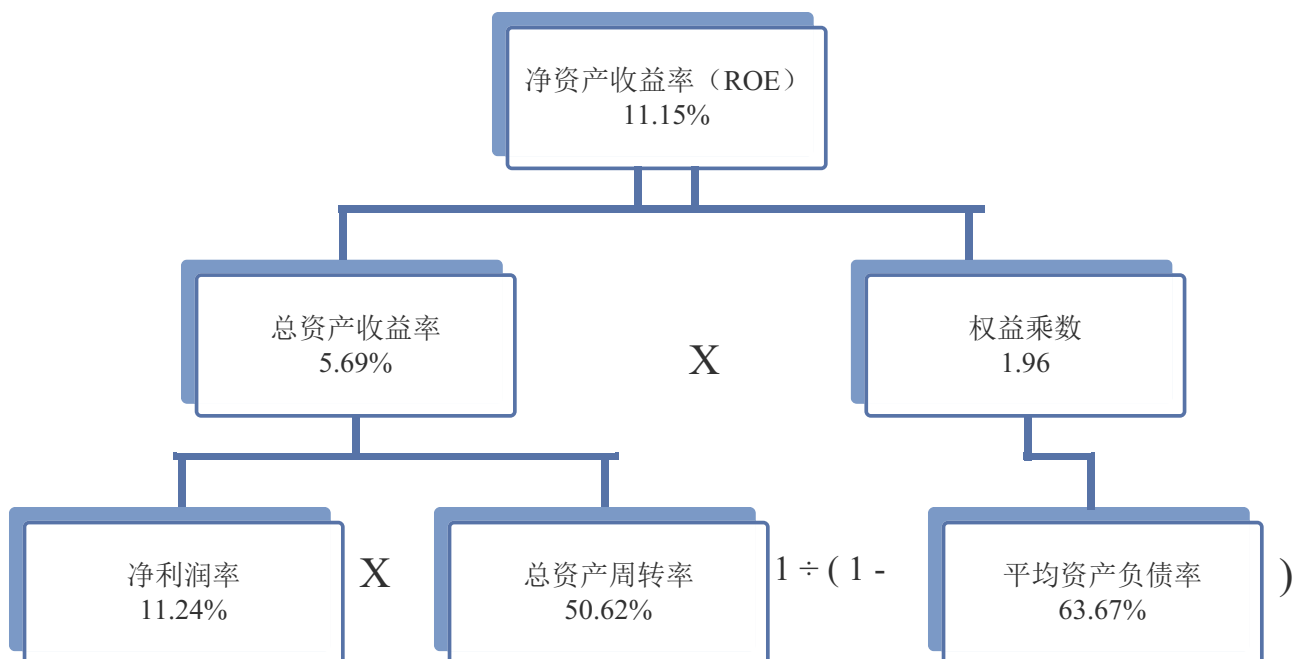 净资产收益率（ROE）
11.15%
总资产收益率
5.69%
X
权益乘数
1.96
净利润率
11.24%
X
总资产周转率
50.62%
1 ÷ ( 1 -
平均资产负债率
63.67%
)